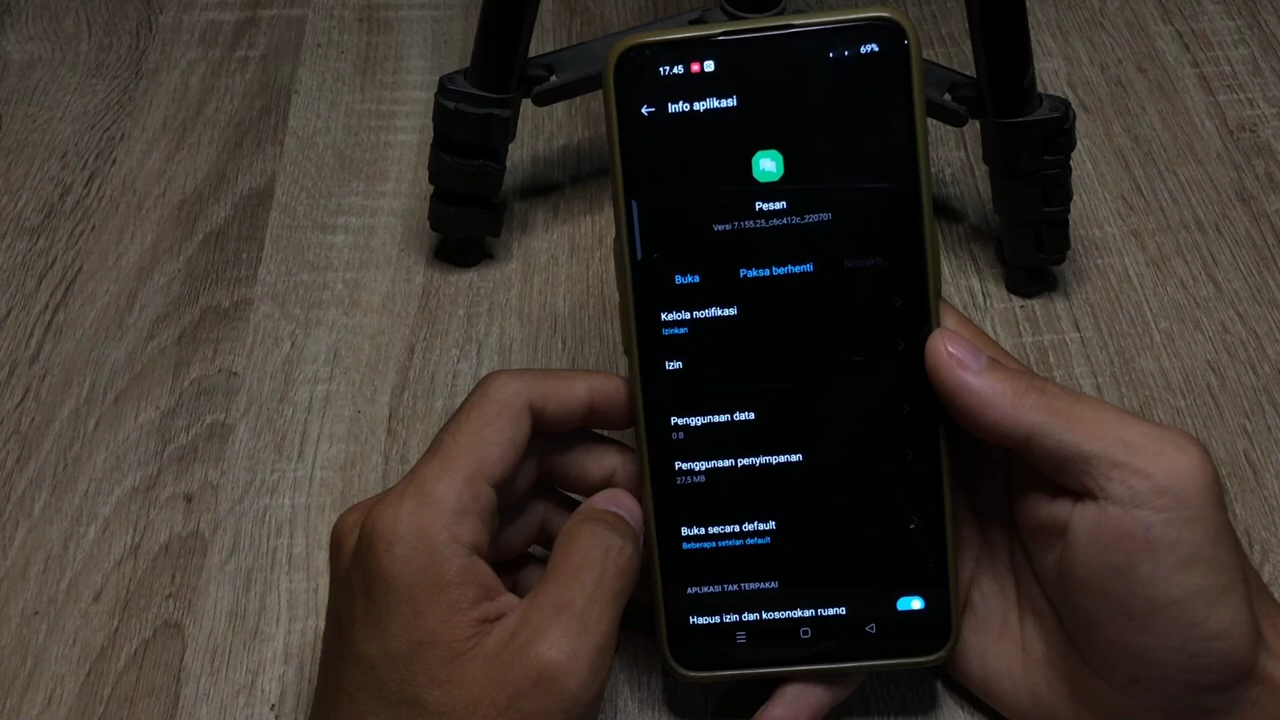 17.45
69%
Info aplikasi
Pesan
Versi 7.155.25_c6c412c_220701
Buka Paksa berhenti Nonakti...
Kelola notifikasi
Izinkan
Izin
Penggunaan data
0 B
Penggunaan penyimpanan
27,5 MB
Buka secara default
Beberapa setelan default
APLIKASI TAK TERPAKAI
Hapus izin dan kosongkan ruang